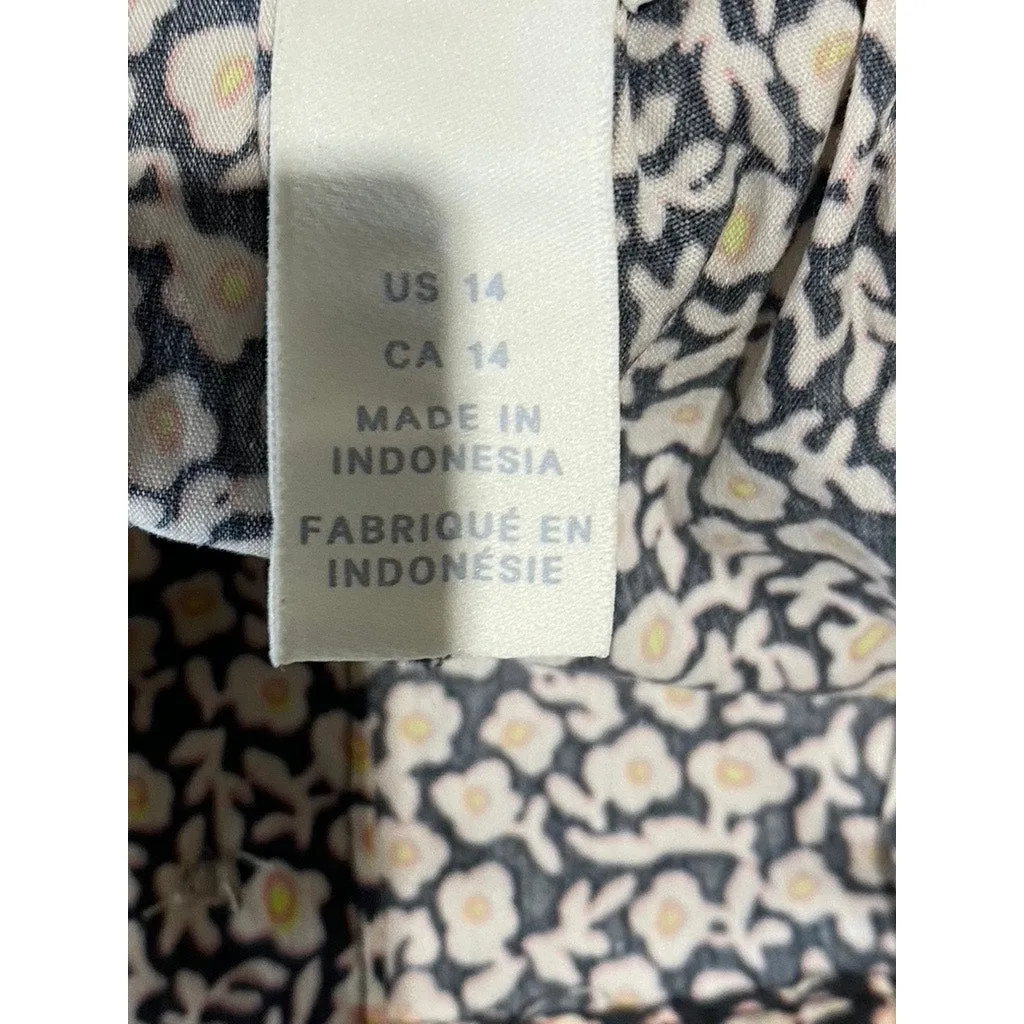 US 14
CA 14
MADE IN
INDONESIA
FABRIQUÉ EN
INDONÉSIE